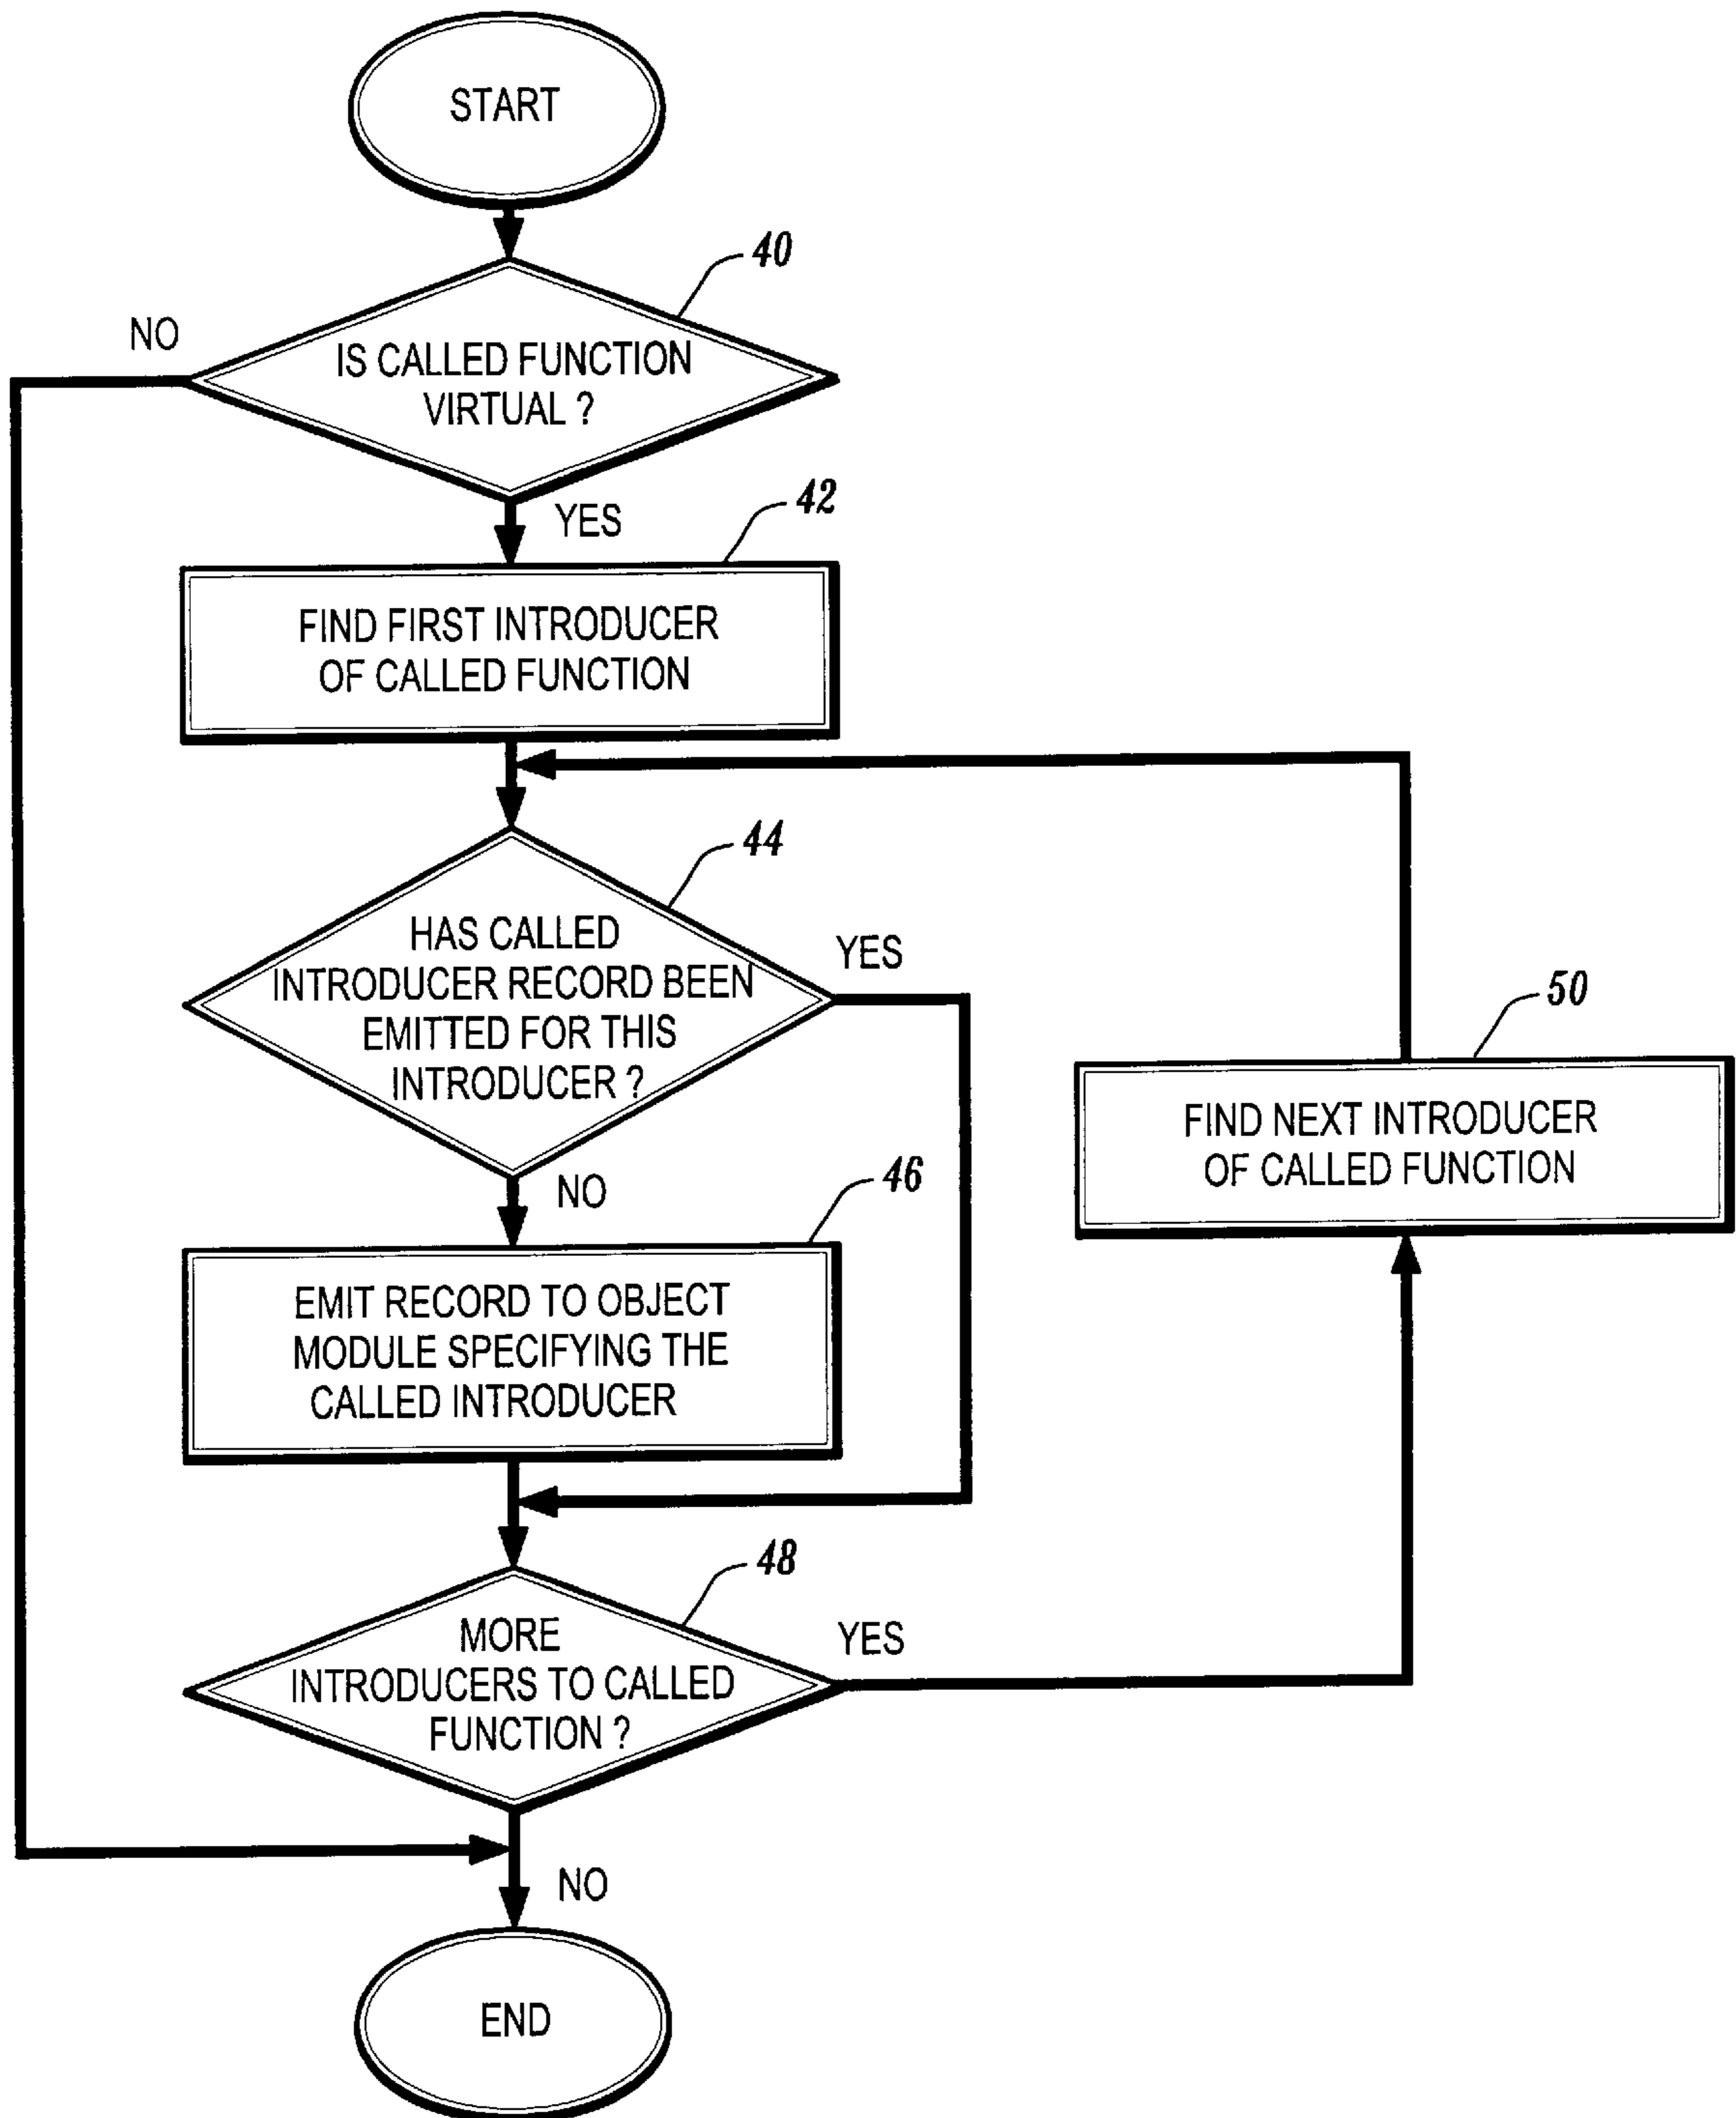 START
40
NO
IS CALLED FUNCTION
VIRTUAL ?
YES
42
FIND FIRST INTRODUCER
OF CALLED FUNCTION
44
HAS CALLED
INTRODUCER RECORD BEEN
EMITTED FOR THIS
INTRODUCER ?
YES
50
FIND NEXT INTRODUCER
OF CALLED FUNCTION
NO
46
EMIT RECORD TO OBJECT
MODULE SPECIFYING THE
CALLED INTRODUCER
48
MORE
INTRODUCERS TO CALLED
FUNCTION ?
YES
NO
END